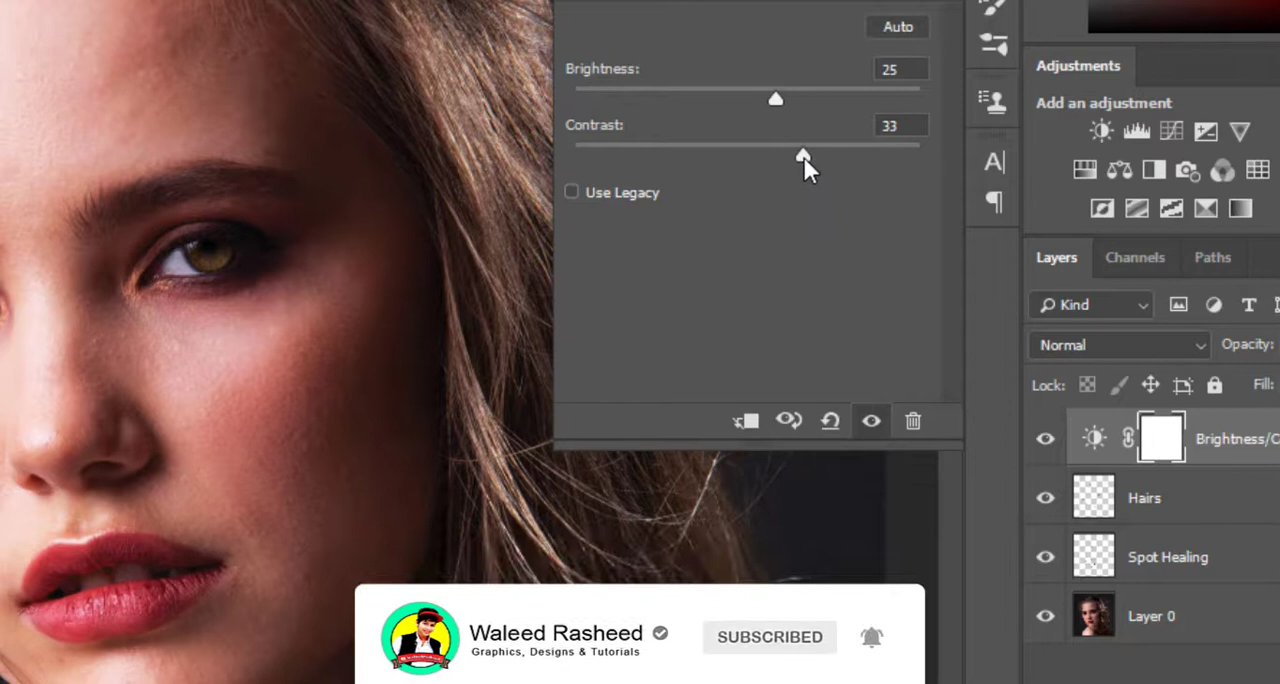 Auto
Brightness:
25
Contrast:
33
Use Legacy
Adjustments
Add an adjustment
Layers
Channels
Paths
Kind
Normal
Opacity:
Lock:
Fill:
Brightness/C
Hairs
Spot Healing
Layer 0
Waleed Rasheed
Graphics, Designs & Tutorials
SUBSCRIBED